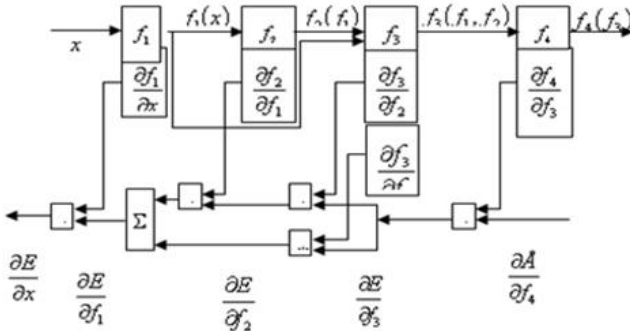 x f₁ f₁(x) f₂ f₂(f₁) f₃ f₃(f₁, f₂) f₄ f₄(f₃)
∂f₁/∂x ∂f₂/∂f₁ ∂f₃/∂f₂ ∂f₄/∂f₃
∂f₃
Σ
∂E/∂x ∂E/∂f₁ ∂E/∂f₂ ∂E/∂f₃ ∂Å/∂f₄